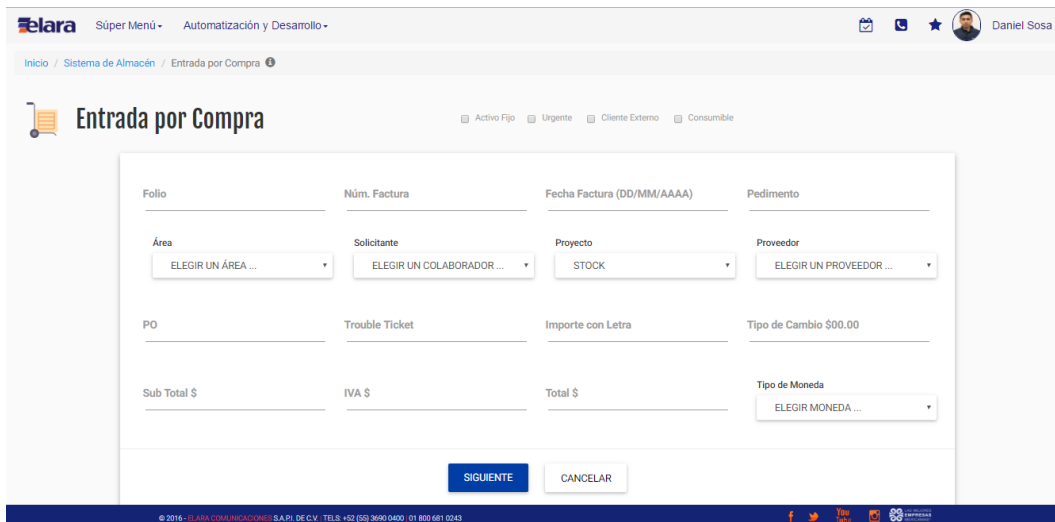 elara Súper Menú Automatización y Desarrollo Daniel Sosa
Inicio / Sistema de Almacén / Entrada por Compra
Entrada por Compra
Activo Fijo Urgente Cliente Externo Consumible
Folio Núm. Factura Fecha Factura (DD/MM/AAAA) Pedimento
Área Solicitante Proyecto Proveedor
ELEGIR UN ÁREA ... ELEGIR UN COLABORADOR ... STOCK ELEGIR UN PROVEEDOR ...
PO Trouble Ticket Importe con Letra Tipo de Cambio $00.00
Sub Total $ IVA $ Total $ Tipo de Moneda
ELEGIR MONEDA ...
SIGUIENTE CANCELAR
© 2016 - ELARA COMUNICACIONES S.A.P.I. DE C.V. | TELS: +52 (55) 3690 0400 | 01 800 681 0243
You Tube
LAS MEJORES
EMPRESAS
MEXICANAS